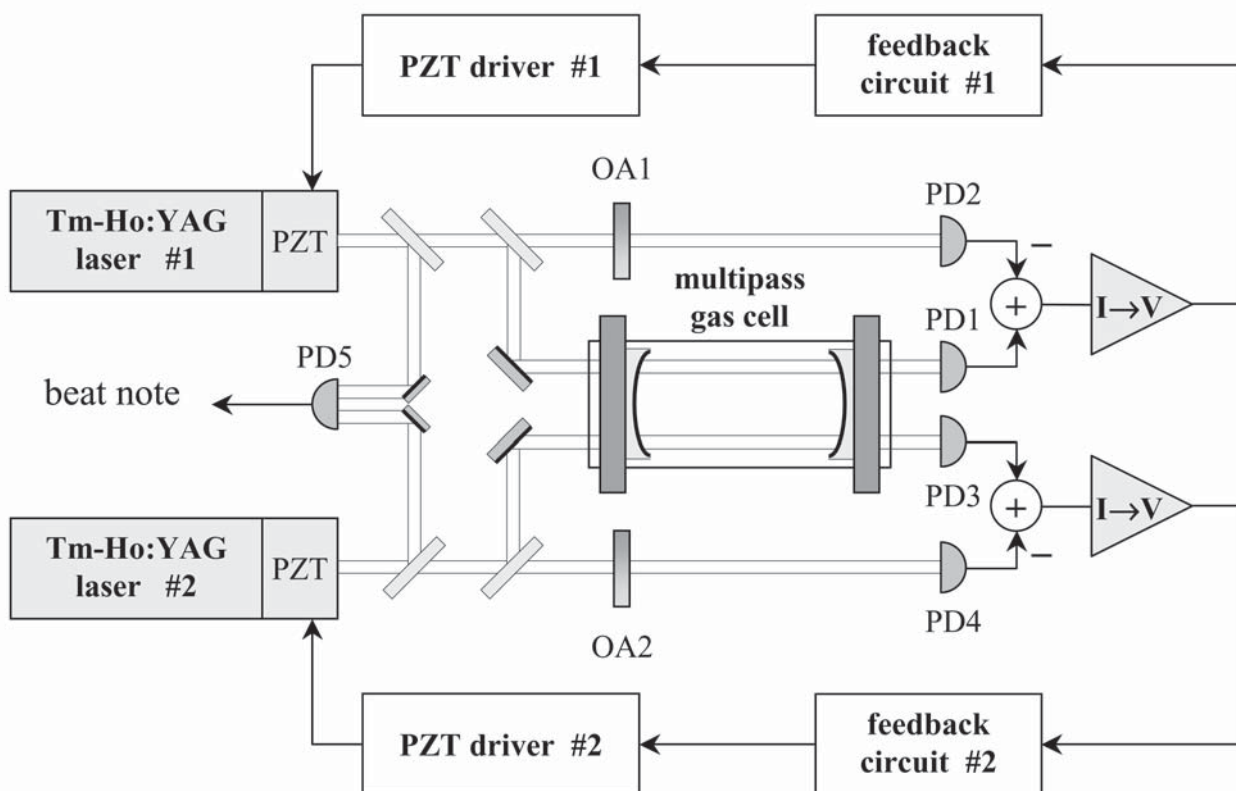 PZT driver #1
feedback
circuit #1
OA1
PD2
Tm-Ho:YAG
laser #1
PZT
−
multipass
gas cell
+
I→V
PD1
PD5
beat note
PD3
+
I→V
Tm-Ho:YAG
laser #2
PZT
−
PD4
OA2
PZT driver #2
feedback
circuit #2